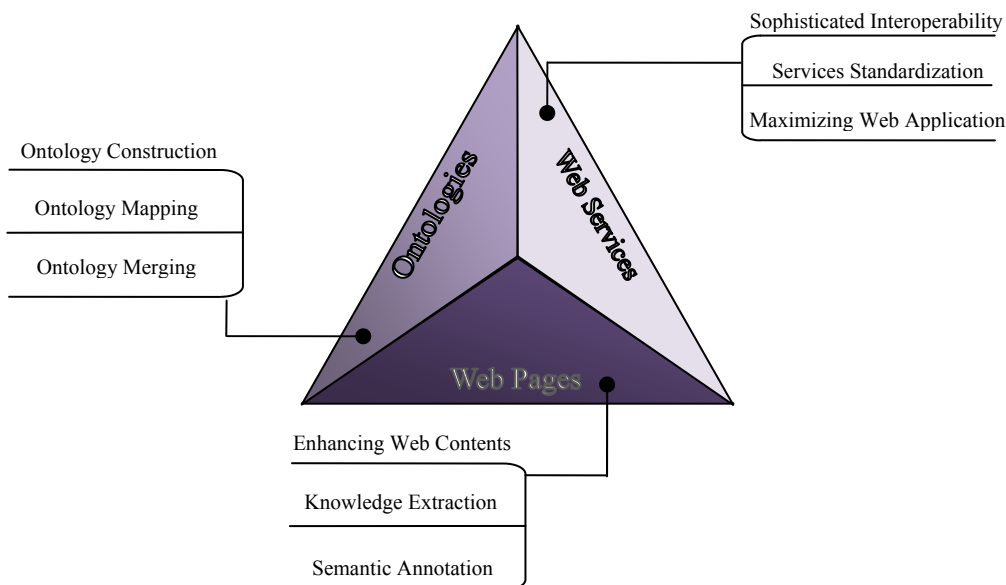 Sophisticated Interoperability
Services Standardization
Maximizing Web Application
Ontology Construction
Ontology Mapping
Ontology Merging
Ontologies
Web Services
Web Pages
Enhancing Web Contents
Knowledge Extraction
Semantic Annotation